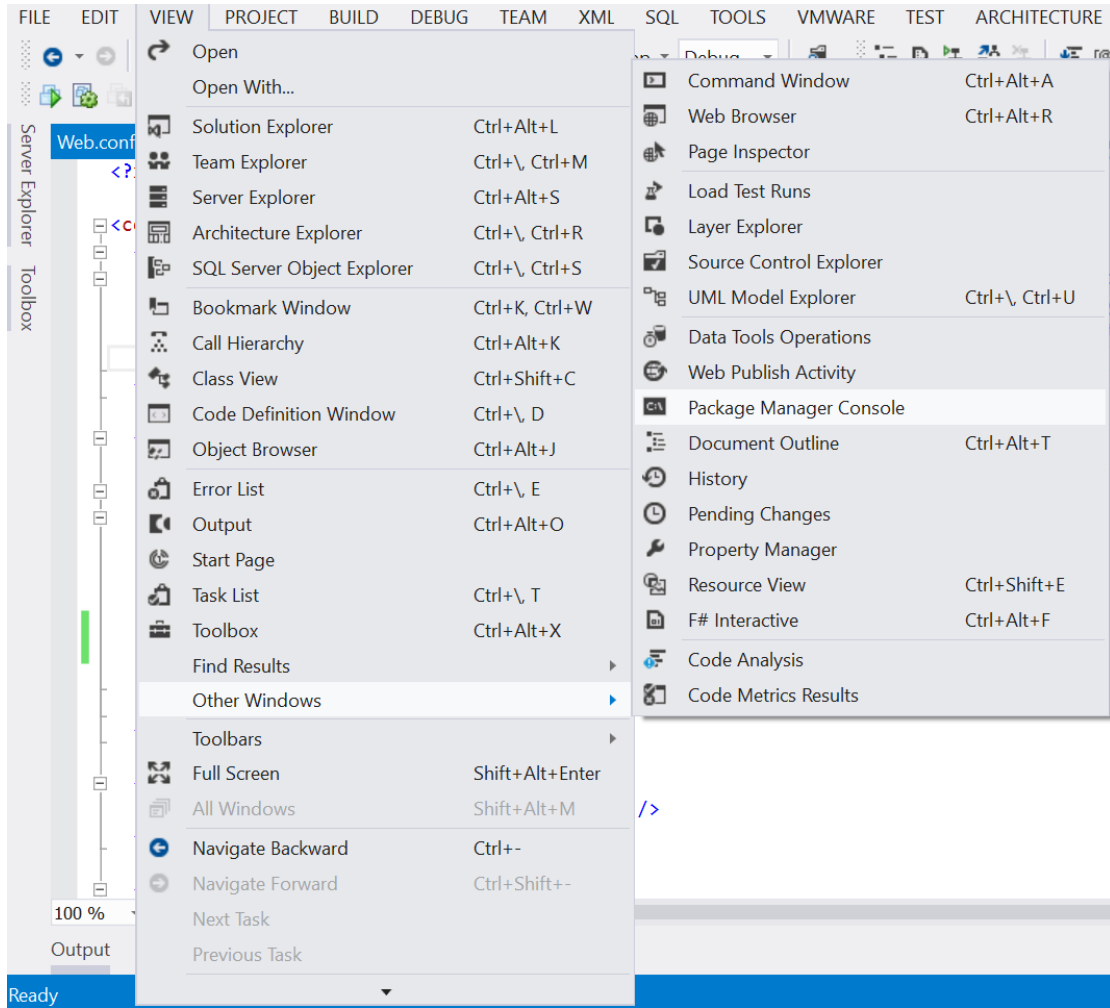 FILE EDIT VIEW PROJECT BUILD DEBUG TEAM XML SQL TOOLS VMWARE TEST ARCHITECTURE
Debug
Server Explorer
Toolbox
Web.conf
<?
<co
Open
Open With...
Solution Explorer Ctrl+Alt+L
Team Explorer Ctrl+\, Ctrl+M
Server Explorer Ctrl+Alt+S
Architecture Explorer Ctrl+\, Ctrl+R
SQL Server Object Explorer Ctrl+\, Ctrl+S
Bookmark Window Ctrl+K, Ctrl+W
Call Hierarchy Ctrl+Alt+K
Class View Ctrl+Shift+C
Code Definition Window Ctrl+\, D
Object Browser Ctrl+Alt+J
Error List Ctrl+\, E
Output Ctrl+Alt+O
Start Page
Task List Ctrl+\, T
Toolbox Ctrl+Alt+X
Find Results
Other Windows
Toolbars
Full Screen Shift+Alt+Enter
All Windows Shift+Alt+M
Navigate Backward Ctrl+-
Navigate Forward Ctrl+Shift+-
Next Task
Previous Task
Command Window Ctrl+Alt+A
Web Browser Ctrl+Alt+R
Page Inspector
Load Test Runs
Layer Explorer
Source Control Explorer
UML Model Explorer Ctrl+\, Ctrl+U
Data Tools Operations
Web Publish Activity
Package Manager Console
Document Outline Ctrl+Alt+T
History
Pending Changes
Property Manager
Resource View Ctrl+Shift+E
F# Interactive Ctrl+Alt+F
Code Analysis
Code Metrics Results
/>
100 %
Output
Ready